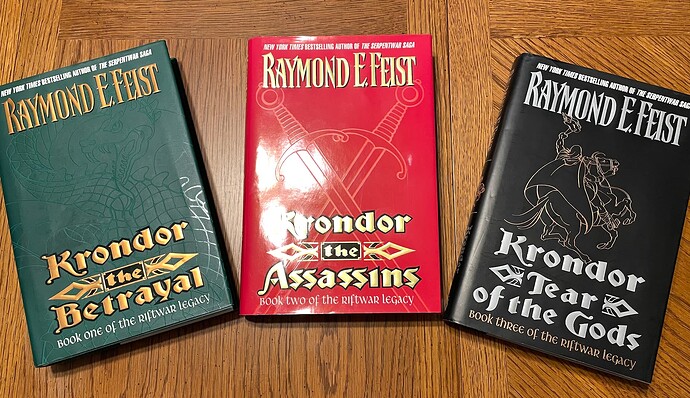 NEW YORK TIMES BESTSELLING AUTHOR OF THE SERPENTWAR SAGA
RAYMOND E. FEIST
Krondor
the
Betrayal
BOOK ONE OF THE RIFTWAR LEGACY
NEW YORK TIMES BESTSELLING AUTHOR OF THE SERPENTWAR SAGA
RAYMOND E. FEIST
Krondor
the
Assassins
BOOK TWO OF THE RIFTWAR LEGACY
NEW YORK TIMES BESTSELLING AUTHOR OF THE SERPENTWAR SAGA
RAYMOND E. FEIST
Krondor
Tear
of the Gods
BOOK THREE OF THE RIFTWAR LEGACY